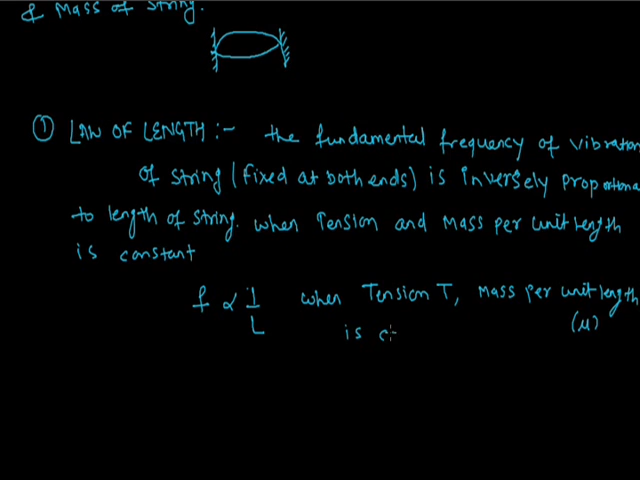 & Mass of String.
① LAW OF LENGTH :- the fundamental frequency of vibration
of string (fixed at both ends) is inversely proportiona
to length of string. when Tension and Mass per unit length
is constant
f ∝ 1/L when Tension T, Mass per unit length
is c (μ)